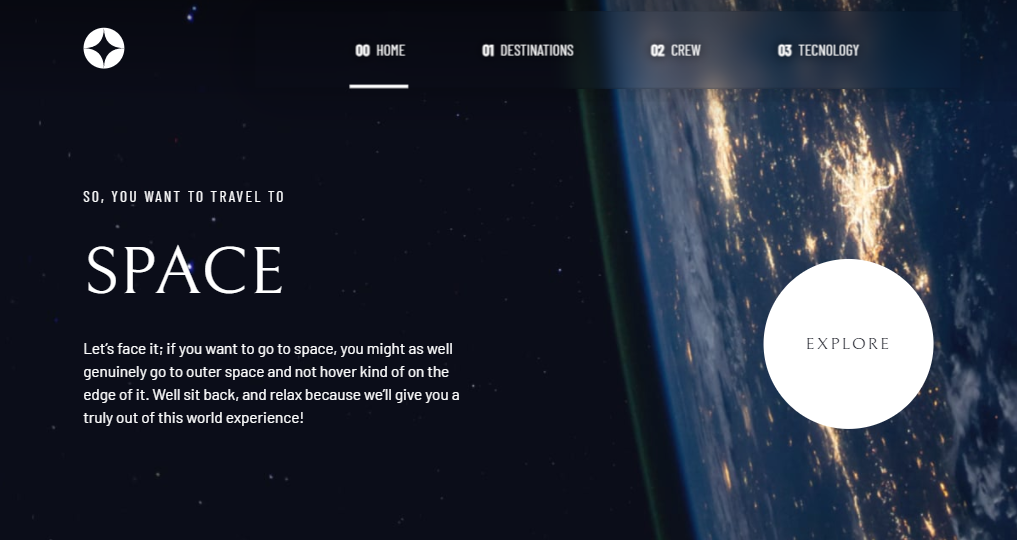 00 HOME 01 DESTINATIONS 02 CREW 03 TECNOLOGY
SO, YOU WANT TO TRAVEL TO
SPACE
Let’s face it; if you want to go to space, you might as well
genuinely go to outer space and not hover kind of on the
edge of it. Well sit back, and relax because we’ll give you a
truly out of this world experience!
EXPLORE